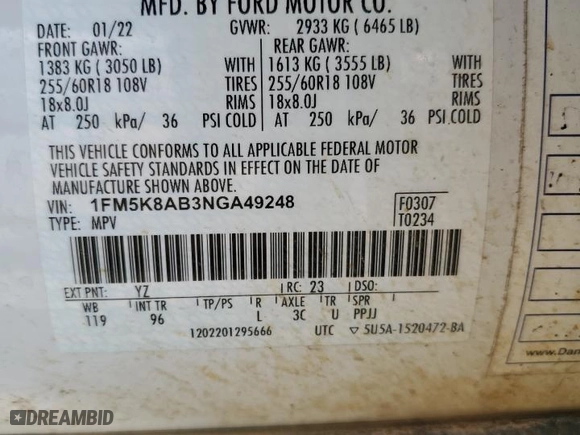 MFD. BY FORD MOTOR CO.
DATE: 01/22 GVWR: 2933 KG ( 6465 LB)
FRONT GAWR: REAR GAWR:
1383 KG ( 3050 LB) WITH 1613 KG ( 3555 LB) WITH
255/60R18 108V TIRES 255/60R18 108V TIRES
18x8.0J RIMS 18x8.0J RIMS
AT 250 kPa/ 36 PSI COLD AT 250 kPa/ 36 PSI COLD
THIS VEHICLE CONFORMS TO ALL APPLICABLE FEDERAL MOTOR
VEHICLE SAFETY STANDARDS IN EFFECT ON THE DATE OF
MANUFACTURE SHOWN ABOVE.
VIN: 1FM5K8AB3NGA49248 F0307
TYPE: MPV T0234
EXT PNT: YZ RC: 23 DSO:
WB INT TR TP/PS R AXLE TR SPR
119 96 L 3C U PPJJ
1202201295666 UTC ▽ 5U5A-1520472-BA
www.Dan
DREAMBID